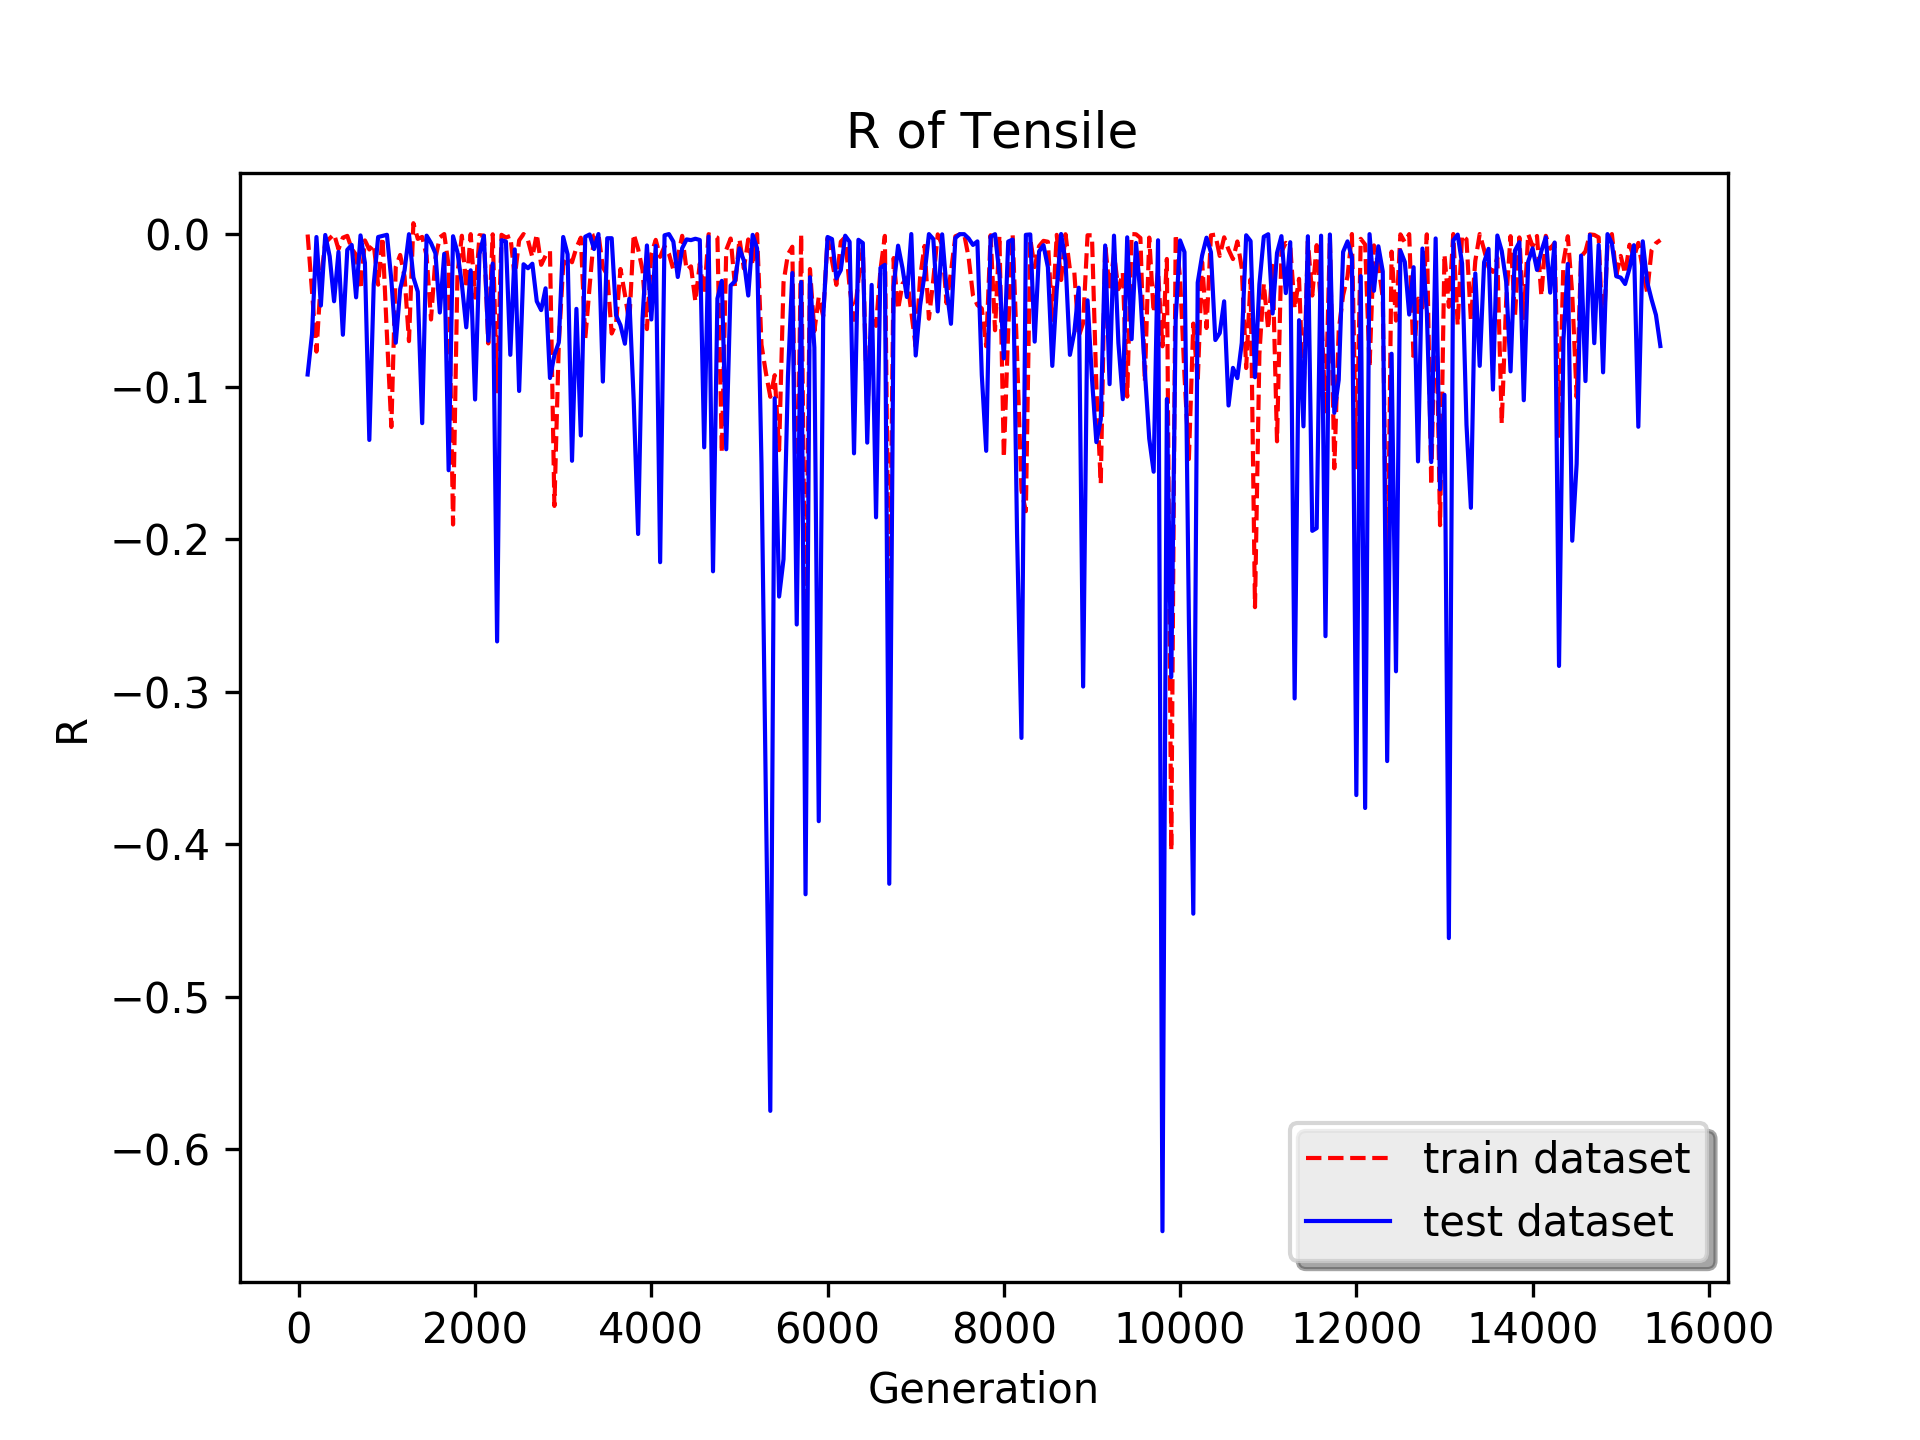 R of Tensile
0.0
−0.1
−0.2
−0.3
−0.4
−0.5
−0.6
R
train dataset
test dataset
0 2000 4000 6000 8000 10000 12000 14000 16000
Generation